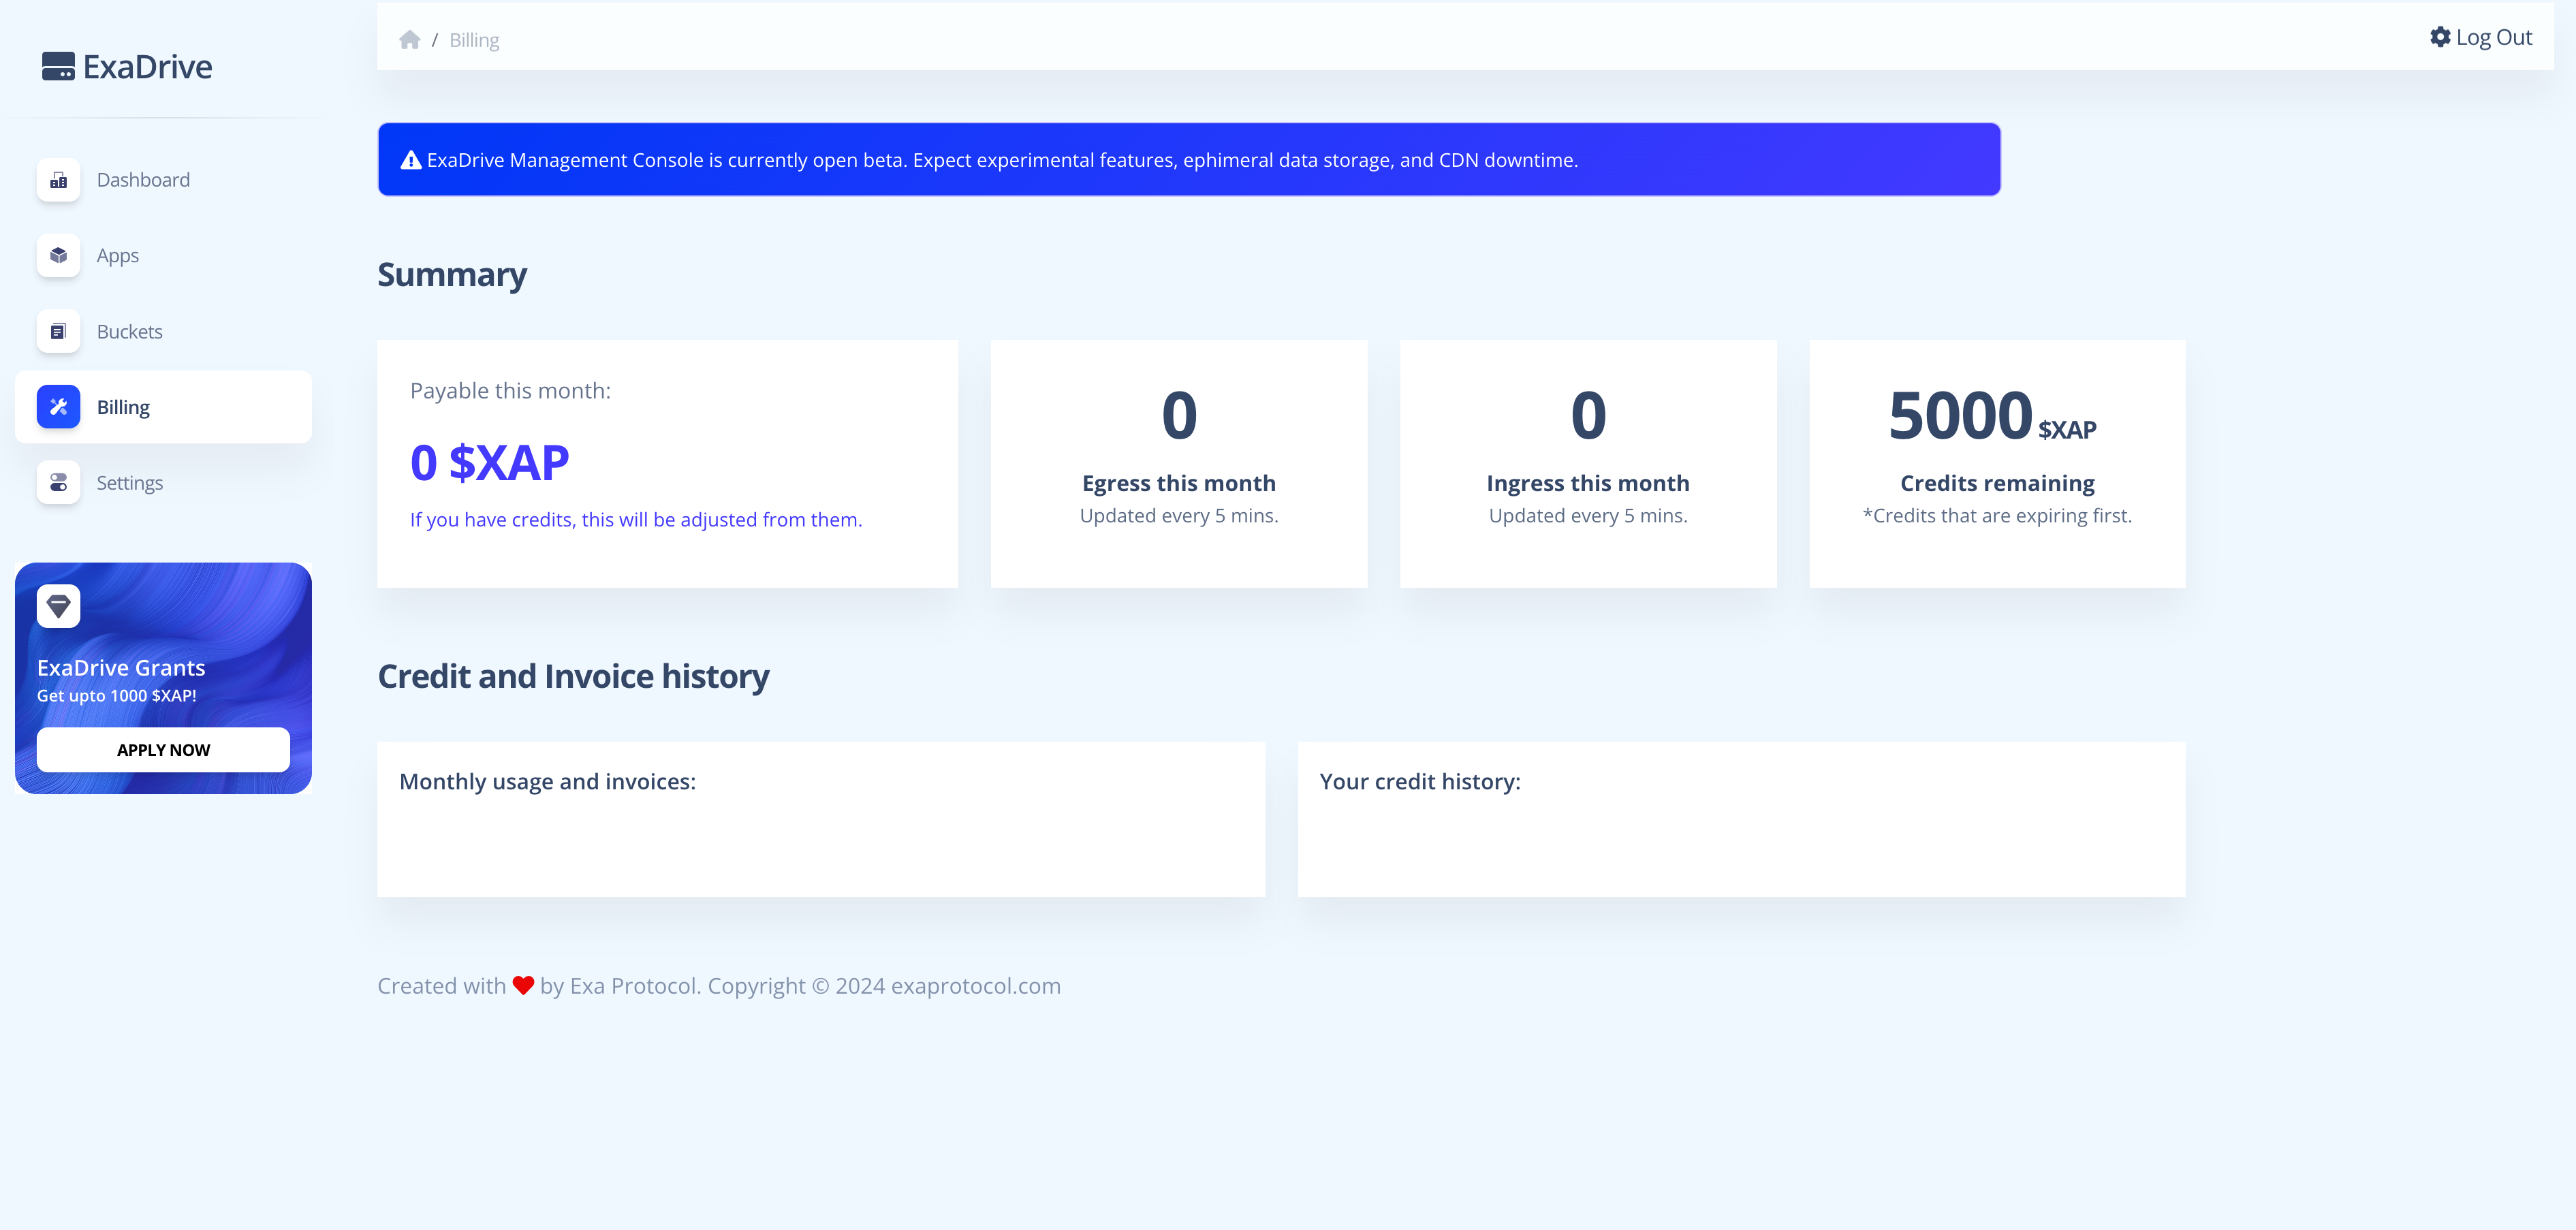 ExaDrive
Dashboard
Apps
Buckets
Billing
Settings
ExaDrive Grants
Get upto 1000 $XAP!
APPLY NOW
/ Billing
Log Out
ExaDrive Management Console is currently open beta. Expect experimental features, ephimeral data storage, and CDN downtime.
Summary
Payable this month:
0 $XAP
If you have credits, this will be adjusted from them.
0
Egress this month
Updated every 5 mins.
0
Ingress this month
Updated every 5 mins.
5000 $XAP
Credits remaining
*Credits that are expiring first.
Credit and Invoice history
Monthly usage and invoices:
Your credit history:
Created with ❤ by Exa Protocol. Copyright © 2024 exaprotocol.com